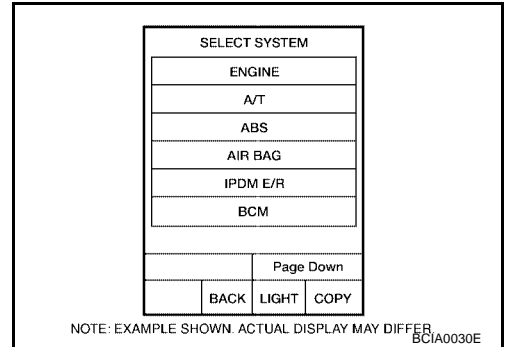 SELECT SYSTEM
ENGINE
A/T
ABS
AIR BAG
IPDM E/R
BCM
Page Down
BACK LIGHT COPY
NOTE: EXAMPLE SHOWN. ACTUAL DISPLAY MAY DIFFER.
BCIA0030E